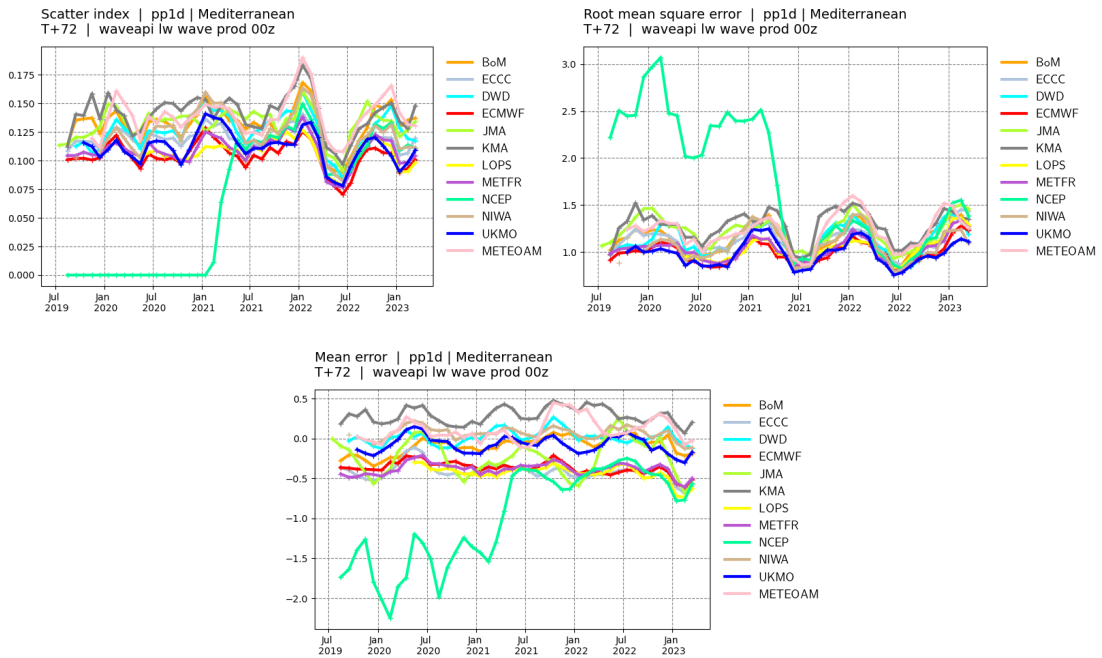 Scatter index | pp1d | Mediterranean
T+72 | waveapi lw wave prod 00z
0.175
0.150
0.125
0.100
0.075
0.050
0.025
0.000
Jul 2019
Jan 2020
Jul 2020
Jan 2021
Jul 2021
Jan 2022
Jul 2022
Jan 2023
BoM
ECCC
DWD
ECMWF
JMA
KMA
LOPS
METFR
NCEP
NIWA
UKMO
METEOAM
Root mean square error | pp1d | Mediterranean
T+72 | waveapi lw wave prod 00z
3.0
2.5
2.0
1.5
1.0
Jul 2019
Jan 2020
Jul 2020
Jan 2021
Jul 2021
Jan 2022
Jul 2022
Jan 2023
BoM
ECCC
DWD
ECMWF
JMA
KMA
LOPS
METFR
NCEP
NIWA
UKMO
METEOAM
Mean error | pp1d | Mediterranean
T+72 | waveapi lw wave prod 00z
0.5
0.0
−0.5
−1.0
−1.5
−2.0
Jul 2019
Jan 2020
Jul 2020
Jan 2021
Jul 2021
Jan 2022
Jul 2022
Jan 2023
BoM
ECCC
DWD
ECMWF
JMA
KMA
LOPS
METFR
NCEP
NIWA
UKMO
METEOAM